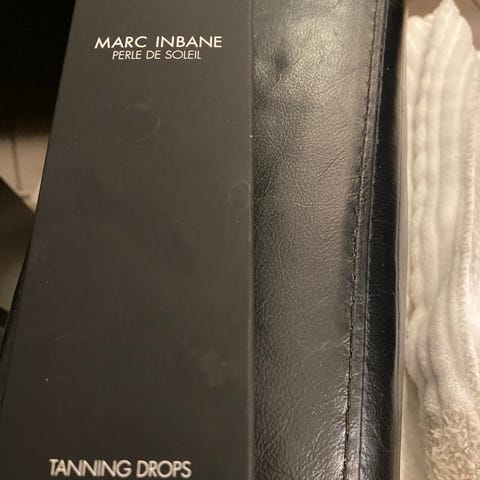 MARC INBANE
PERLE DE SOLEIL
TANNING DROPS